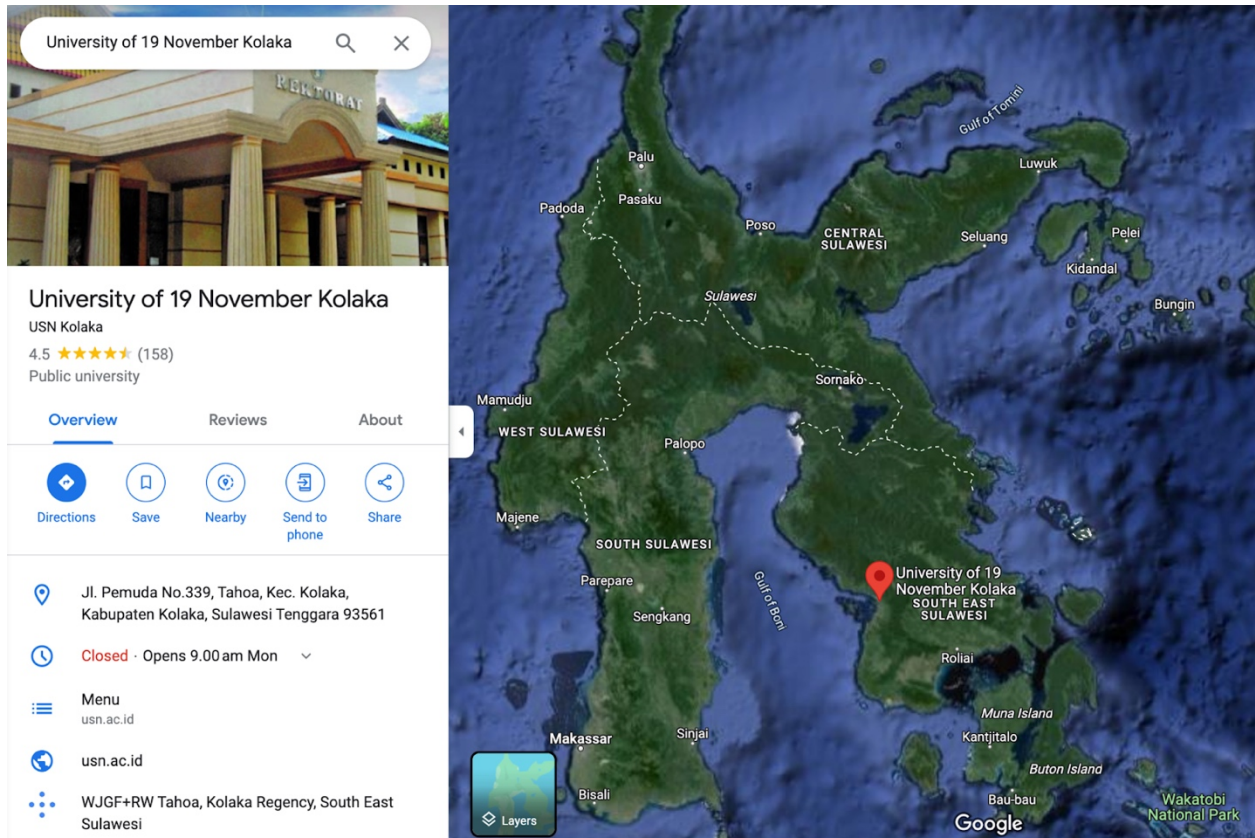 University of 19 November Kolaka
REKTORAT
University of 19 November Kolaka
USN Kolaka
4.5 (158)
Public university
Overview Reviews About
Directions Save Nearby Send to phone Share
Jl. Pemuda No.339, Tahoa, Kec. Kolaka,
Kabupaten Kolaka, Sulawesi Tenggara 93561
Closed · Opens 9.00 am Mon
Menu
usn.ac.id
usn.ac.id
WJGF+RW Tahoa, Kolaka Regency, South East
Sulawesi
Gulf of Tomini
Palu
Luwuk
Pasaku
Padoda
Poso
CENTRAL
SULAWESI
Seluang
Pelei
Kidandal
Sulawesi
Bungin
Sornako
Mamudju
WEST SULAWESI
Palopo
Majene
SOUTH SULAWESI
Parepare
Gulf of Boni
University of 19
November Kolaka
SOUTH EAST
SULAWESI
Sengkang
Roliai
Muna Island
Makassar
Sinjai
Kantjitalo
Buton Island
Bisali
Bau-bau
Wakatobi
National Park
Layers
Google